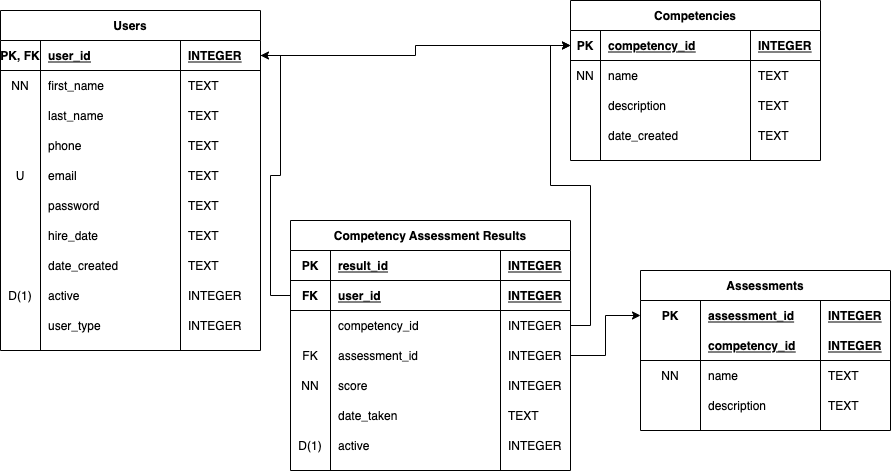 Users
PK, FK user_id INTEGER
NN first_name TEXT
last_name TEXT
phone TEXT
U email TEXT
password TEXT
hire_date TEXT
date_created TEXT
D(1) active INTEGER
user_type INTEGER
Competencies
PK competency_id INTEGER
NN name TEXT
description TEXT
date_created TEXT
Competency Assessment Results
PK result_id INTEGER
FK user_id INTEGER
competency_id INTEGER
FK assessment_id INTEGER
NN score INTEGER
date_taken TEXT
D(1) active INTEGER
Assessments
PK assessment_id INTEGER
competency_id INTEGER
NN name TEXT
description TEXT